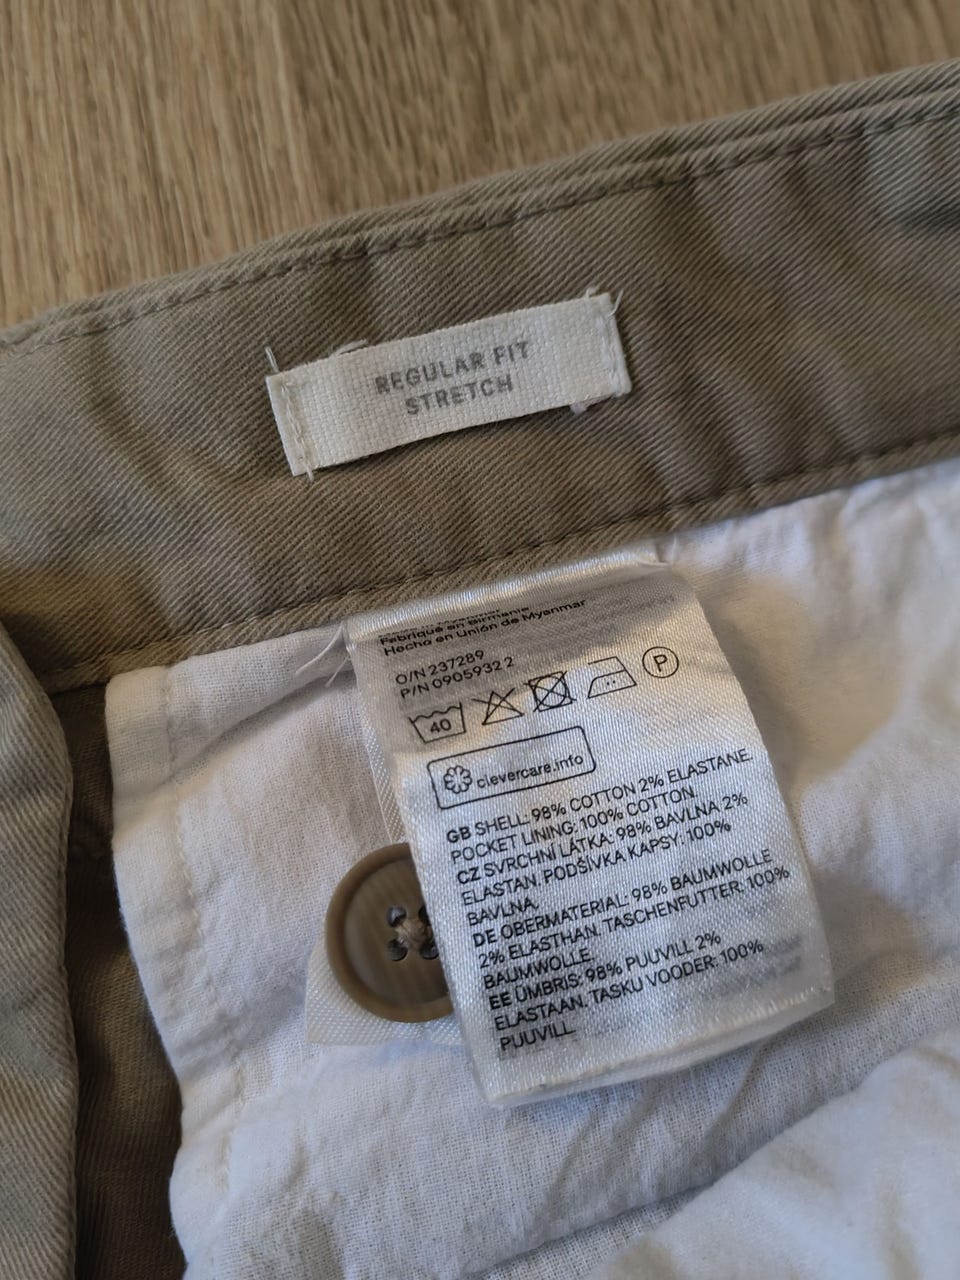 REGULAR FIT
STRETCH
Fabriqué en Birmanie
Hecho en Unión de Myanmar
O/N 237289
P/N 0905932 2
40
P
clevercare.info
GB SHELL: 98% COTTON 2% ELASTANE.
POCKET LINING: 100% COTTON.
CZ SVRCHNÍ LÁTKA: 98% BAVLNA 2%
ELASTAN. PODŠÍVKA KAPSY: 100%
BAVLNA.
DE OBERMATERIAL: 98% BAUMWOLLE
2% ELASTHAN. TASCHENFUTTER: 100%
BAUMWOLLE.
EE ÜMBRIS: 98% PUUVILL 2%
ELASTAAN. TASKU VOODER: 100%
PUUVILL.